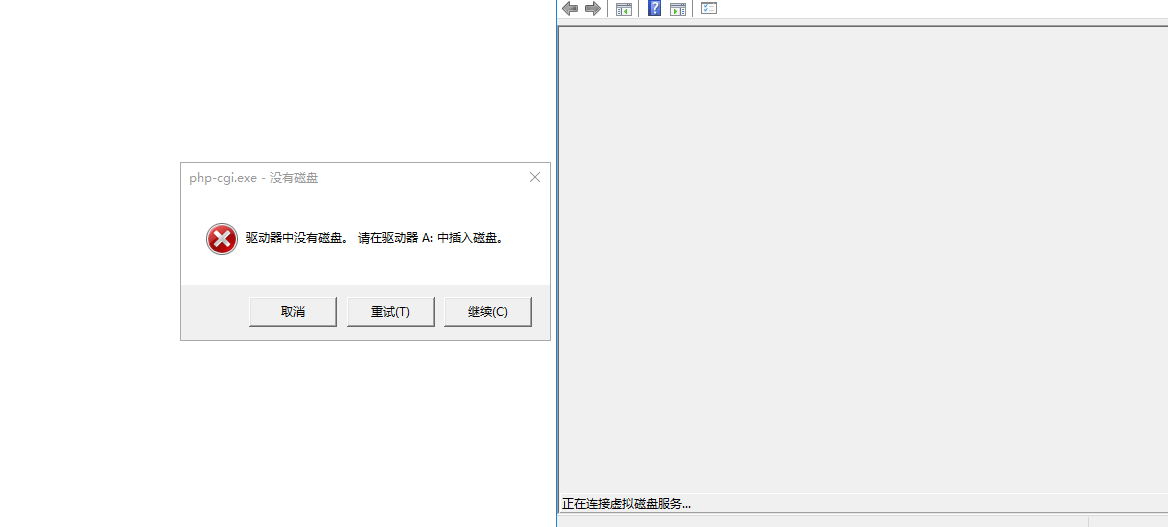 php-cgi.exe - 没有磁盘
驱动器中没有磁盘。 请在驱动器 A: 中插入磁盘。
取消
重试(T)
继续(C)
正在连接虚拟磁盘服务...